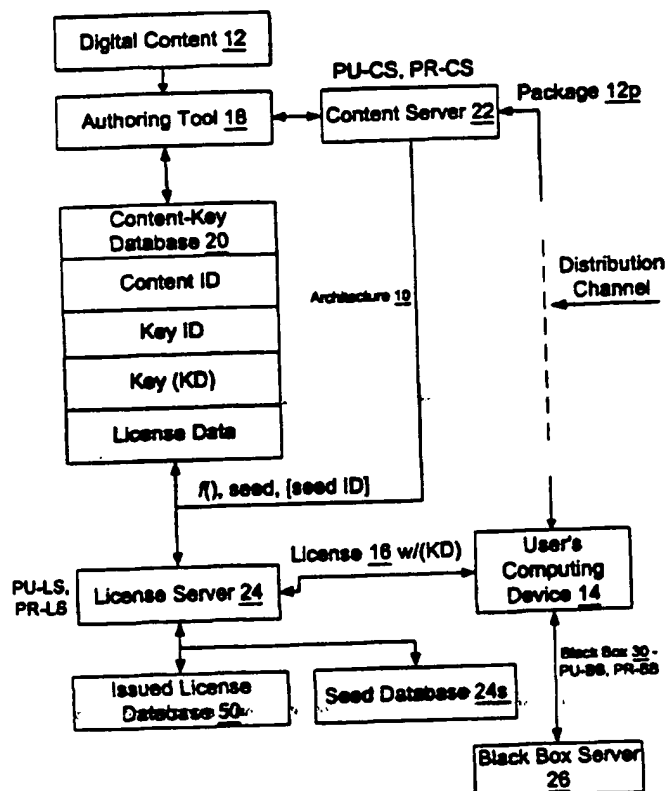 Digital Content 12
PU-CS, PR-CS
Package 12p
Authoring Tool 18
Content Server 22
Content-Key
Database 20
Content ID
Key ID
Key (KD)
License Data
Architecture 10
Distribution
Channel
f(), seed, [seed ID]
License 16 w/(KD)
User's
Computing
Device 14
PU-LS,
PR-LS
License Server 24
Black Box 30 -
PU-BB, PR-BB
Issued License
Database 50
Seed Database 24s
Black Box Server
26